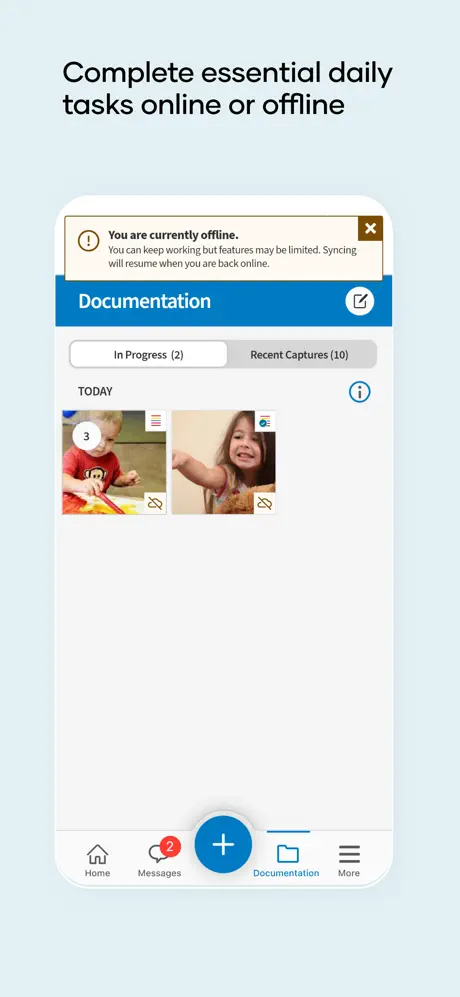 Complete essential daily
tasks online or offline
You are currently offline.
You can keep working but features may be limited. Syncing
will resume when you are back online.
Documentation
In Progress (2)
Recent Captures (10)
TODAY
3
2
Home
Messages
Documentation
More